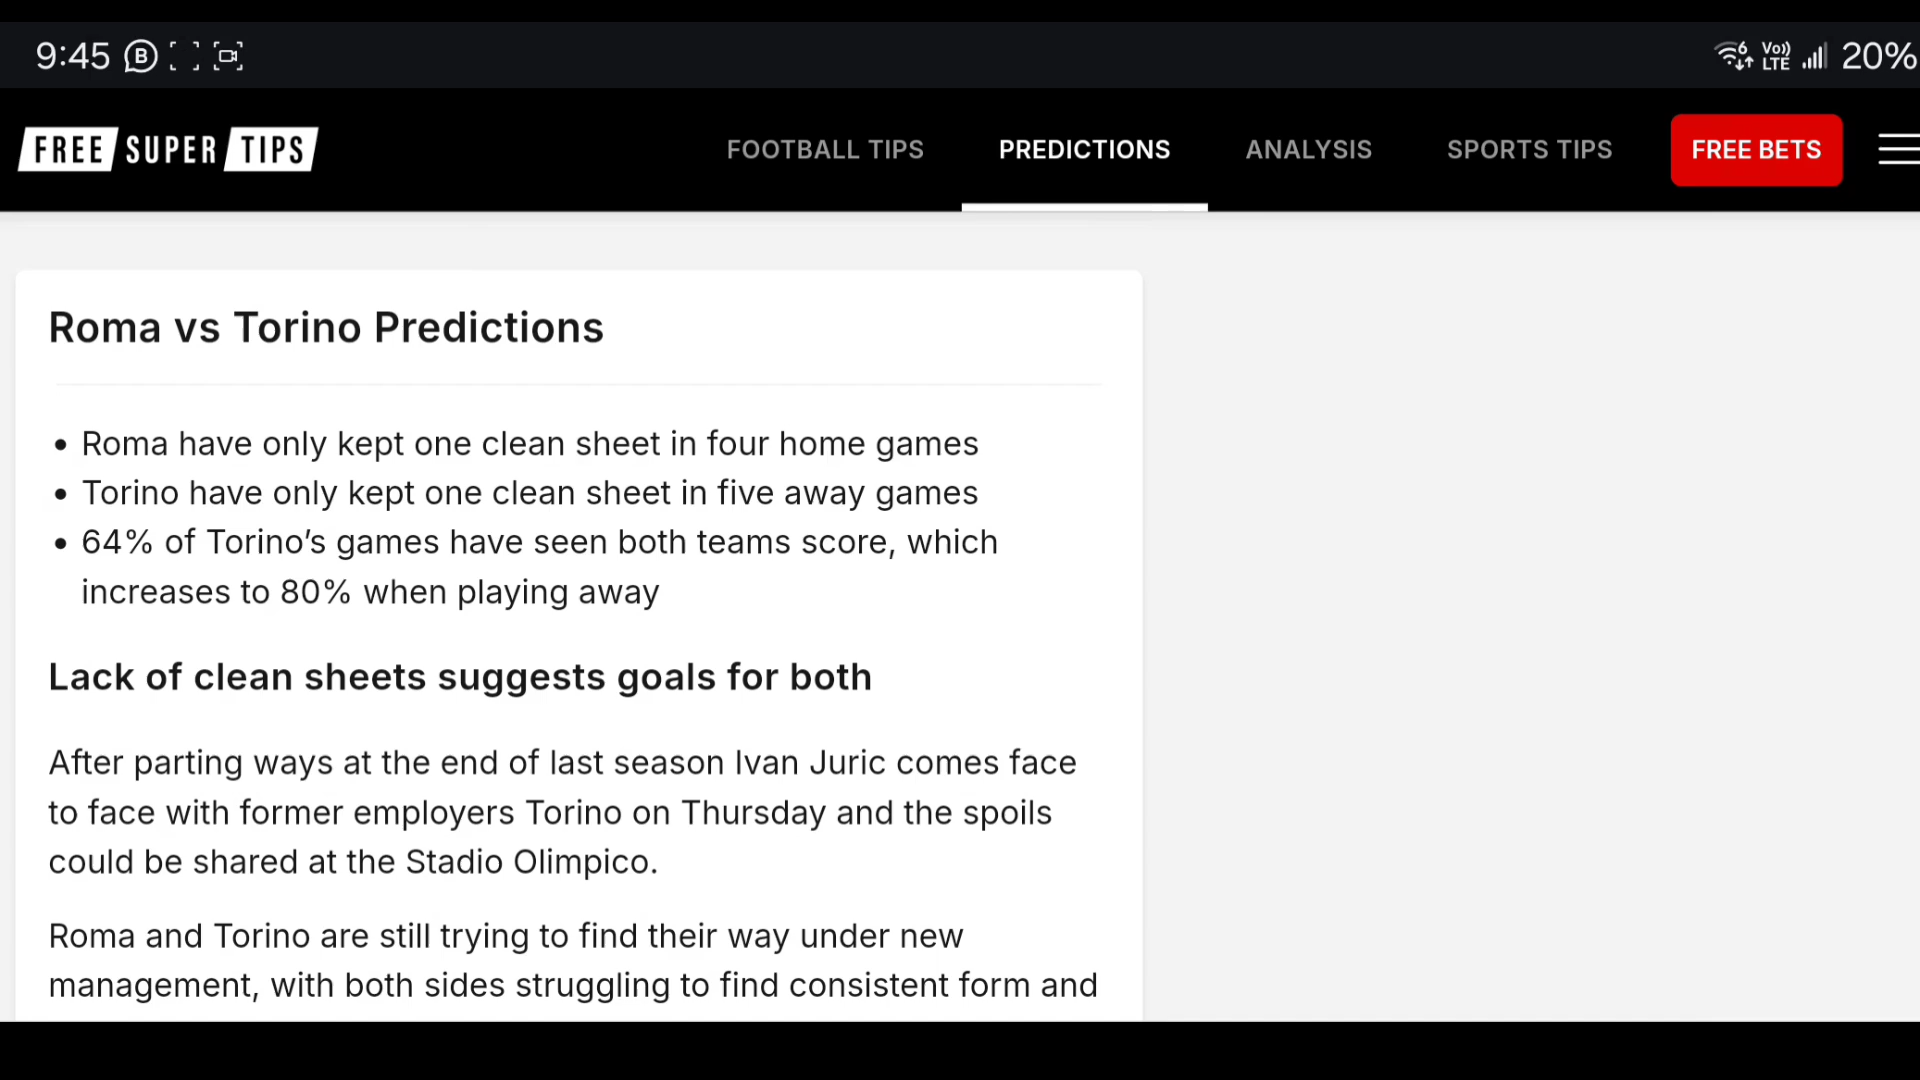 9:45
B
6
Vo))
LTE
20%
FREE SUPER TIPS
FOOTBALL TIPS
PREDICTIONS
ANALYSIS
SPORTS TIPS
FREE BETS
Roma vs Torino Predictions
• Roma have only kept one clean sheet in four home games
• Torino have only kept one clean sheet in five away games
• 64% of Torino’s games have seen both teams score, which
increases to 80% when playing away
Lack of clean sheets suggests goals for both
After parting ways at the end of last season Ivan Juric comes face
to face with former employers Torino on Thursday and the spoils
could be shared at the Stadio Olimpico.
Roma and Torino are still trying to find their way under new
management, with both sides struggling to find consistent form and